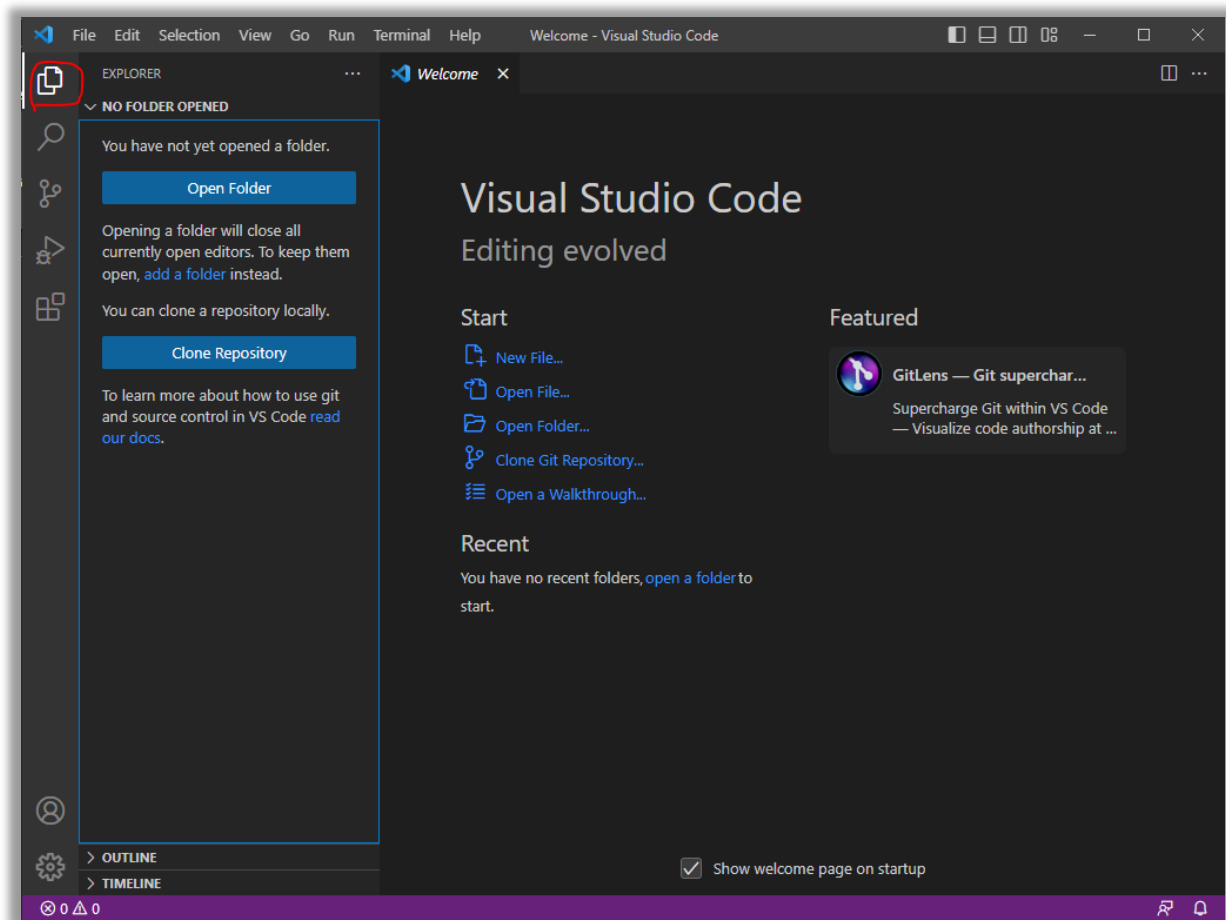 File Edit Selection View Go Run Terminal Help Welcome - Visual Studio Code
EXPLORER
Welcome
NO FOLDER OPENED
You have not yet opened a folder.
Open Folder
Opening a folder will close all
currently open editors. To keep them
open, add a folder instead.
You can clone a repository locally.
Clone Repository
To learn more about how to use git
and source control in VS Code read
our docs.
OUTLINE
TIMELINE
Visual Studio Code
Editing evolved
Start
New File...
Open File...
Open Folder...
Clone Git Repository...
Open a Walkthrough...
Recent
You have no recent folders, open a folder to
start.
Featured
GitLens — Git superchar...
Supercharge Git within VS Code
— Visualize code authorship at ...
Show welcome page on startup
0 0